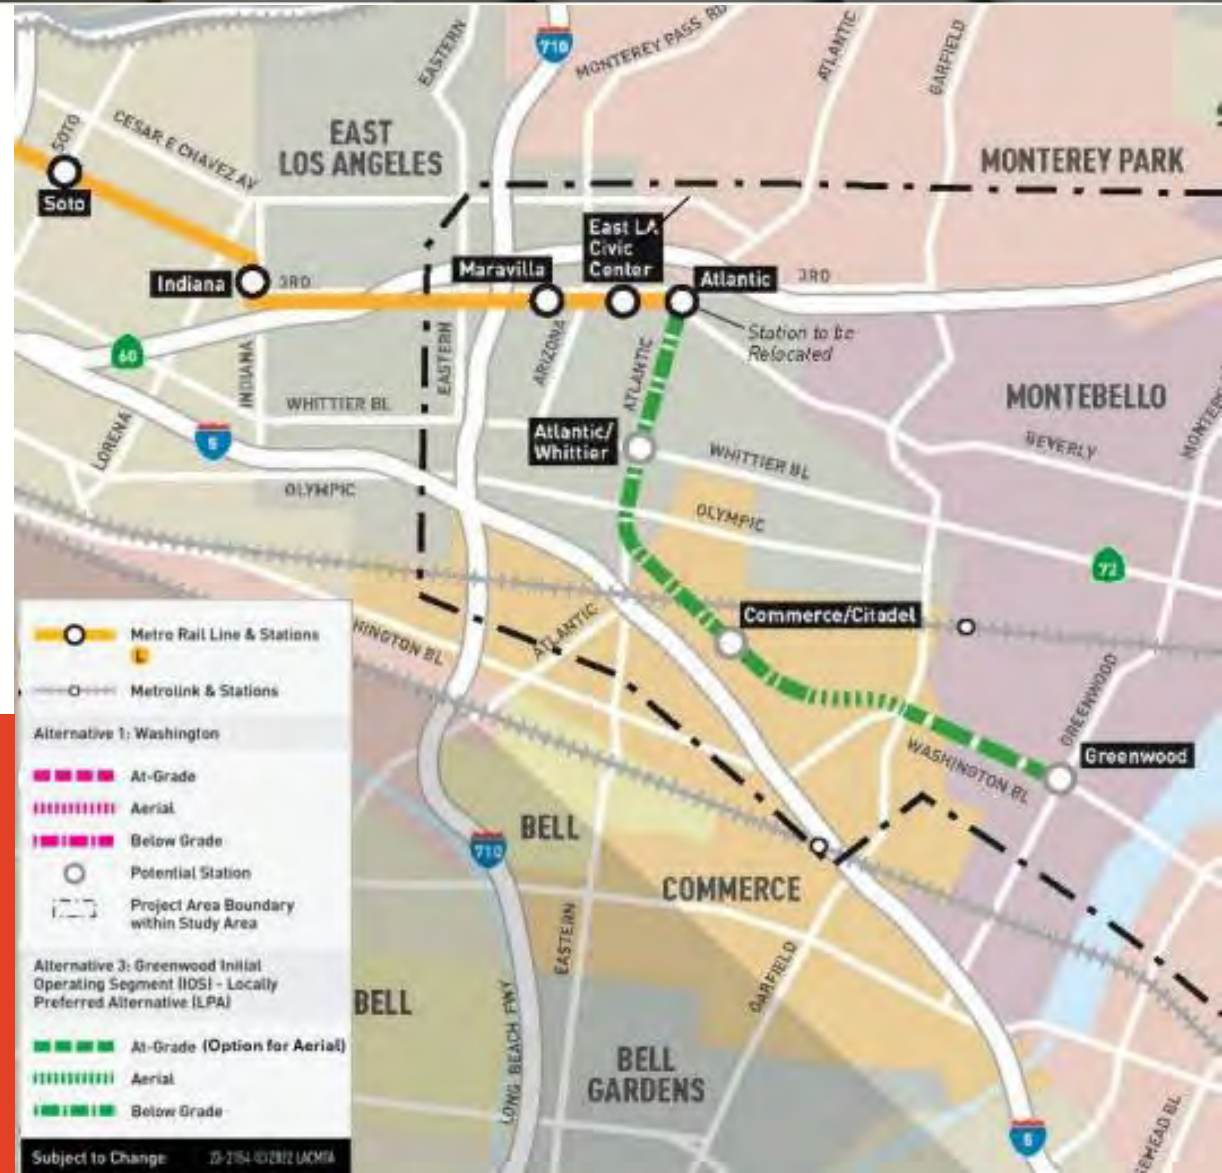 710
EASTERN
MONTEREY PASS RD
ATLANTIC
GARFIELD
SOTO
CESAR E CHAVEZ AV
EAST
LOS ANGELES
MONTEREY PARK
Soto
East LA
Civic
Center
Indiana
3RD
Maravilla
Atlantic
3RD
Station to be
Relocated
60
INDIANA
EASTERN
ARIZONA
ATLANTIC
WHITTIER BL
MONTEBELLO
LORENA
5
Atlantic/
Whittier
WHITTIER BL
BEVERLY
OLYMPIC
OLYMPIC
72
Commerce/Citadel
ATLANTIC
GREENWOOD
WASHINGTON BL
Greenwood
BELL
710
COMMERCE
EASTERN
GARFIELD
BELL
LONG BEACH FWY
BELL
GARDENS
5
Metro Rail Line & Stations
L
Metrolink & Stations
Alternative 1: Washington
At-Grade
Aerial
Below Grade
Potential Station
Project Area Boundary
within Study Area
Alternative 3: Greenwood Initial
Operating Segment (IOS) - Locally
Preferred Alternative (LPA)
At-Grade (Option for Aerial)
Aerial
Below Grade
Subject to Change